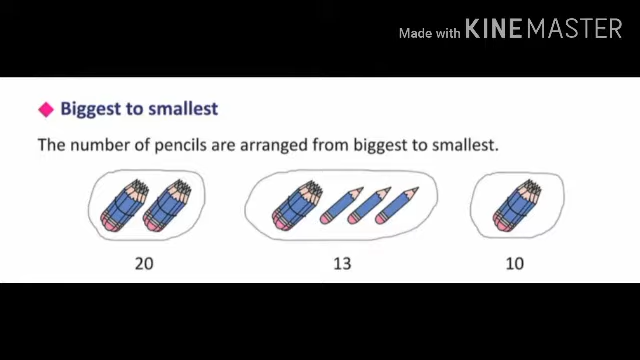 Made with KINEMASTER
Biggest to smallest
The number of pencils are arranged from biggest to smallest.
20 13 10